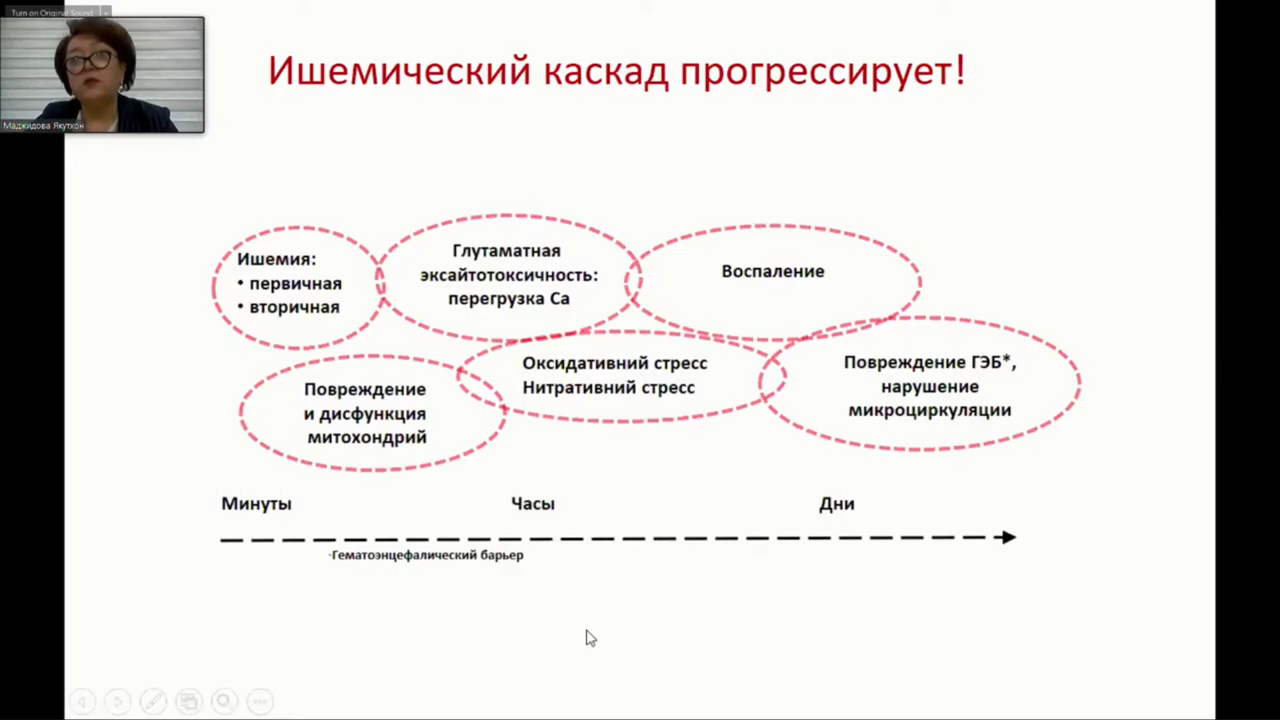 Turn on Original Sound
Маджидова Якутхон
Ишемический каскад прогрессирует!
Ишемия:
• первичная
• вторичная
Глутаматная
эксайтотоксичность:
перегрузка Са
Воспаление
Повреждение
и дисфункция
митохондрий
Оксидативний стресс
Нитративний стресс
Повреждение ГЭБ*,
нарушение
микроциркуляции
Минуты Часы Дни
·Гематоэнцефалический барьер